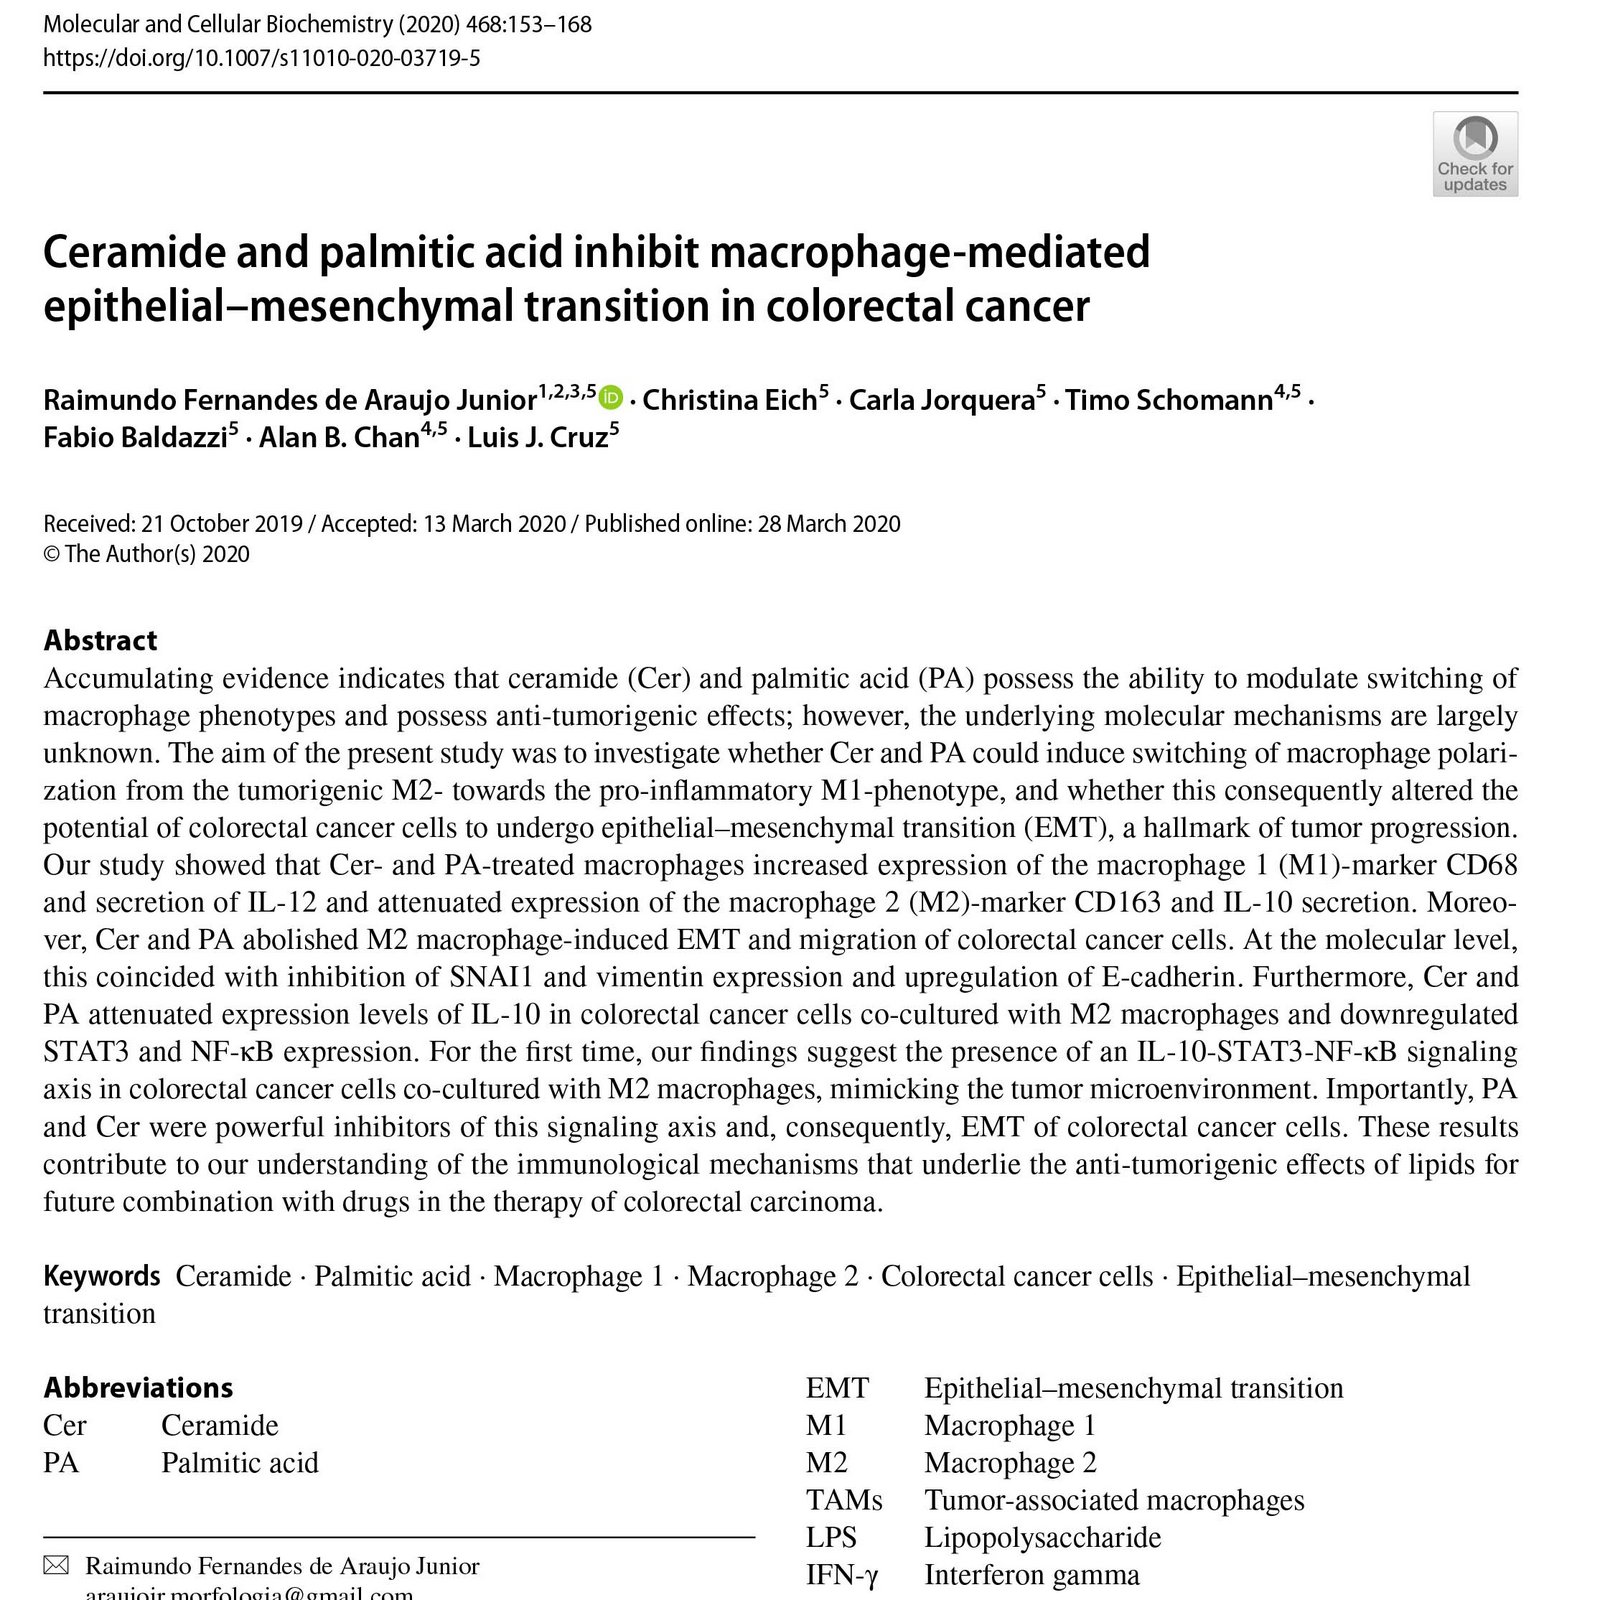 Molecular and Cellular Biochemistry (2020) 468:153–168
https://doi.org/10.1007/s11010-020-03719-5
Check for
updates
Ceramide and palmitic acid inhibit macrophage-mediated
epithelial–mesenchymal transition in colorectal cancer
Raimundo Fernandes de Araujo Junior1,2,3,5 iD · Christina Eich5 · Carla Jorquera5 · Timo Schomann4,5 ·
Fabio Baldazzi5 · Alan B. Chan4,5 · Luis J. Cruz5
Received: 21 October 2019 / Accepted: 13 March 2020 / Published online: 28 March 2020
© The Author(s) 2020
Abstract
Accumulating evidence indicates that ceramide (Cer) and palmitic acid (PA) possess the ability to modulate switching of
macrophage phenotypes and possess anti-tumorigenic effects; however, the underlying molecular mechanisms are largely
unknown. The aim of the present study was to investigate whether Cer and PA could induce switching of macrophage polari-
zation from the tumorigenic M2- towards the pro-inflammatory M1-phenotype, and whether this consequently altered the
potential of colorectal cancer cells to undergo epithelial–mesenchymal transition (EMT), a hallmark of tumor progression.
Our study showed that Cer- and PA-treated macrophages increased expression of the macrophage 1 (M1)-marker CD68
and secretion of IL-12 and attenuated expression of the macrophage 2 (M2)-marker CD163 and IL-10 secretion. Moreo-
ver, Cer and PA abolished M2 macrophage-induced EMT and migration of colorectal cancer cells. At the molecular level,
this coincided with inhibition of SNAI1 and vimentin expression and upregulation of E-cadherin. Furthermore, Cer and
PA attenuated expression levels of IL-10 in colorectal cancer cells co-cultured with M2 macrophages and downregulated
STAT3 and NF-κB expression. For the first time, our findings suggest the presence of an IL-10-STAT3-NF-κB signaling
axis in colorectal cancer cells co-cultured with M2 macrophages, mimicking the tumor microenvironment. Importantly, PA
and Cer were powerful inhibitors of this signaling axis and, consequently, EMT of colorectal cancer cells. These results
contribute to our understanding of the immunological mechanisms that underlie the anti-tumorigenic effects of lipids for
future combination with drugs in the therapy of colorectal carcinoma.
Keywords Ceramide · Palmitic acid · Macrophage 1 · Macrophage 2 · Colorectal cancer cells · Epithelial–mesenchymal
transition
Abbreviations
Cer Ceramide
PA Palmitic acid
Raimundo Fernandes de Araujo Junior
araujojr.morfologia@gmail.com
EMT Epithelial–mesenchymal transition
M1 Macrophage 1
M2 Macrophage 2
TAMs Tumor-associated macrophages
LPS Lipopolysaccharide
IFN-γ Interferon gamma